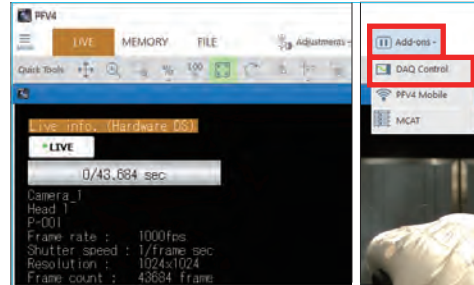 PFV4
LIVE MEMORY FILE Adjustments
Quick Tools 100
Live info. (Hardware DS)
LIVE
0/43.684 sec
Camera_1
Head 1
P-001
Frame rate : 1000fps
Shutter speed : 1/frame sec
Resolution : 1024x1024
Frame count : 43684 frame
Add-ons
DAQ Control
PFV4 Mobile
MCAT